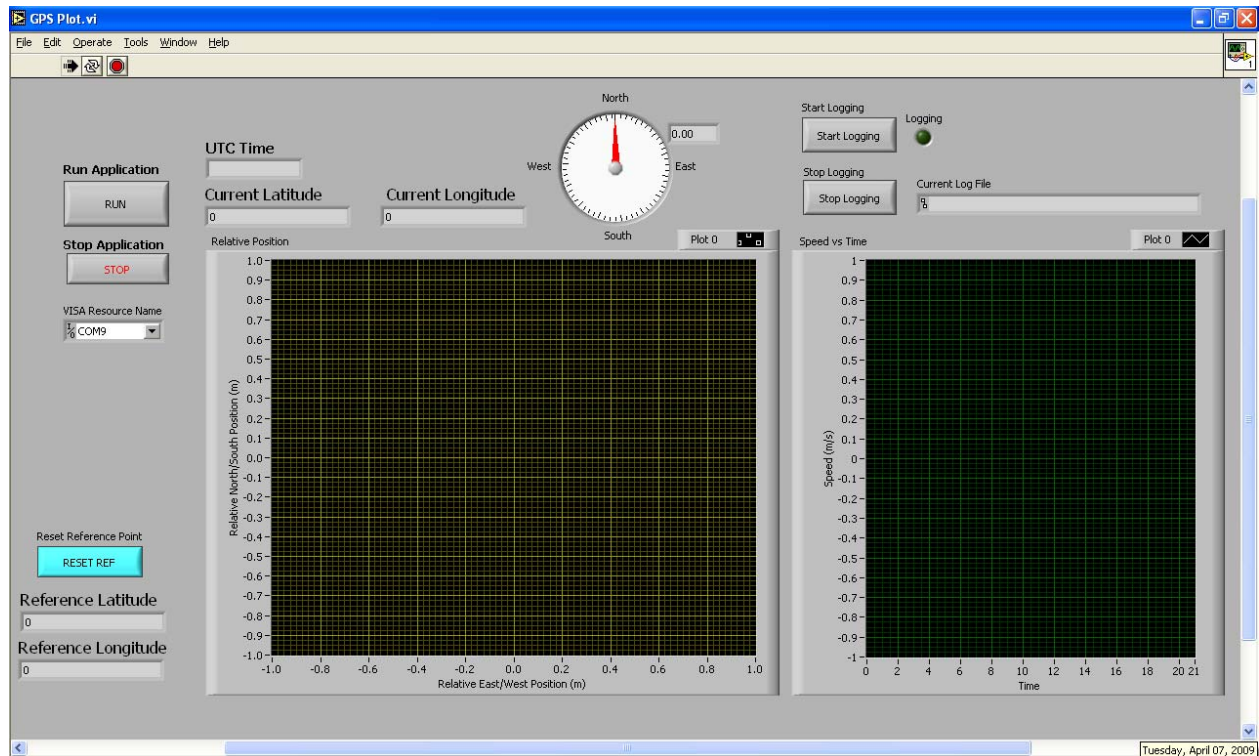 GPS Plot.vi
File Edit Operate Tools Window Help
1
North
West
East
South
0.00
Start Logging
Start Logging
Logging
Stop Logging
Stop Logging
Current Log File
UTC Time
Current Latitude
0
Current Longitude
0
Run Application
RUN
Stop Application
STOP
VISA Resource Name
COM9
Reset Reference Point
RESET REF
Reference Latitude
0
Reference Longitude
0
Relative Position
Plot 0
Relative North/South Position (m)
1.0
0.9
0.8
0.7
0.6
0.5
0.4
0.3
0.2
0.1
0.0
-0.1
-0.2
-0.3
-0.4
-0.5
-0.6
-0.7
-0.8
-0.9
-1.0
-1.0 -0.8 -0.6 -0.4 -0.2 0.0 0.2 0.4 0.6 0.8 1.0
Relative East/West Position (m)
Speed vs Time
Plot 0
Speed (m/s)
1
0.9
0.8
0.7
0.6
0.5
0.4
0.3
0.2
0.1
0
-0.1
-0.2
-0.3
-0.4
-0.5
-0.6
-0.7
-0.8
-0.9
-1
0 2 4 6 8 10 12 14 16 18 20 21
Time
Tuesday, April 07, 2009